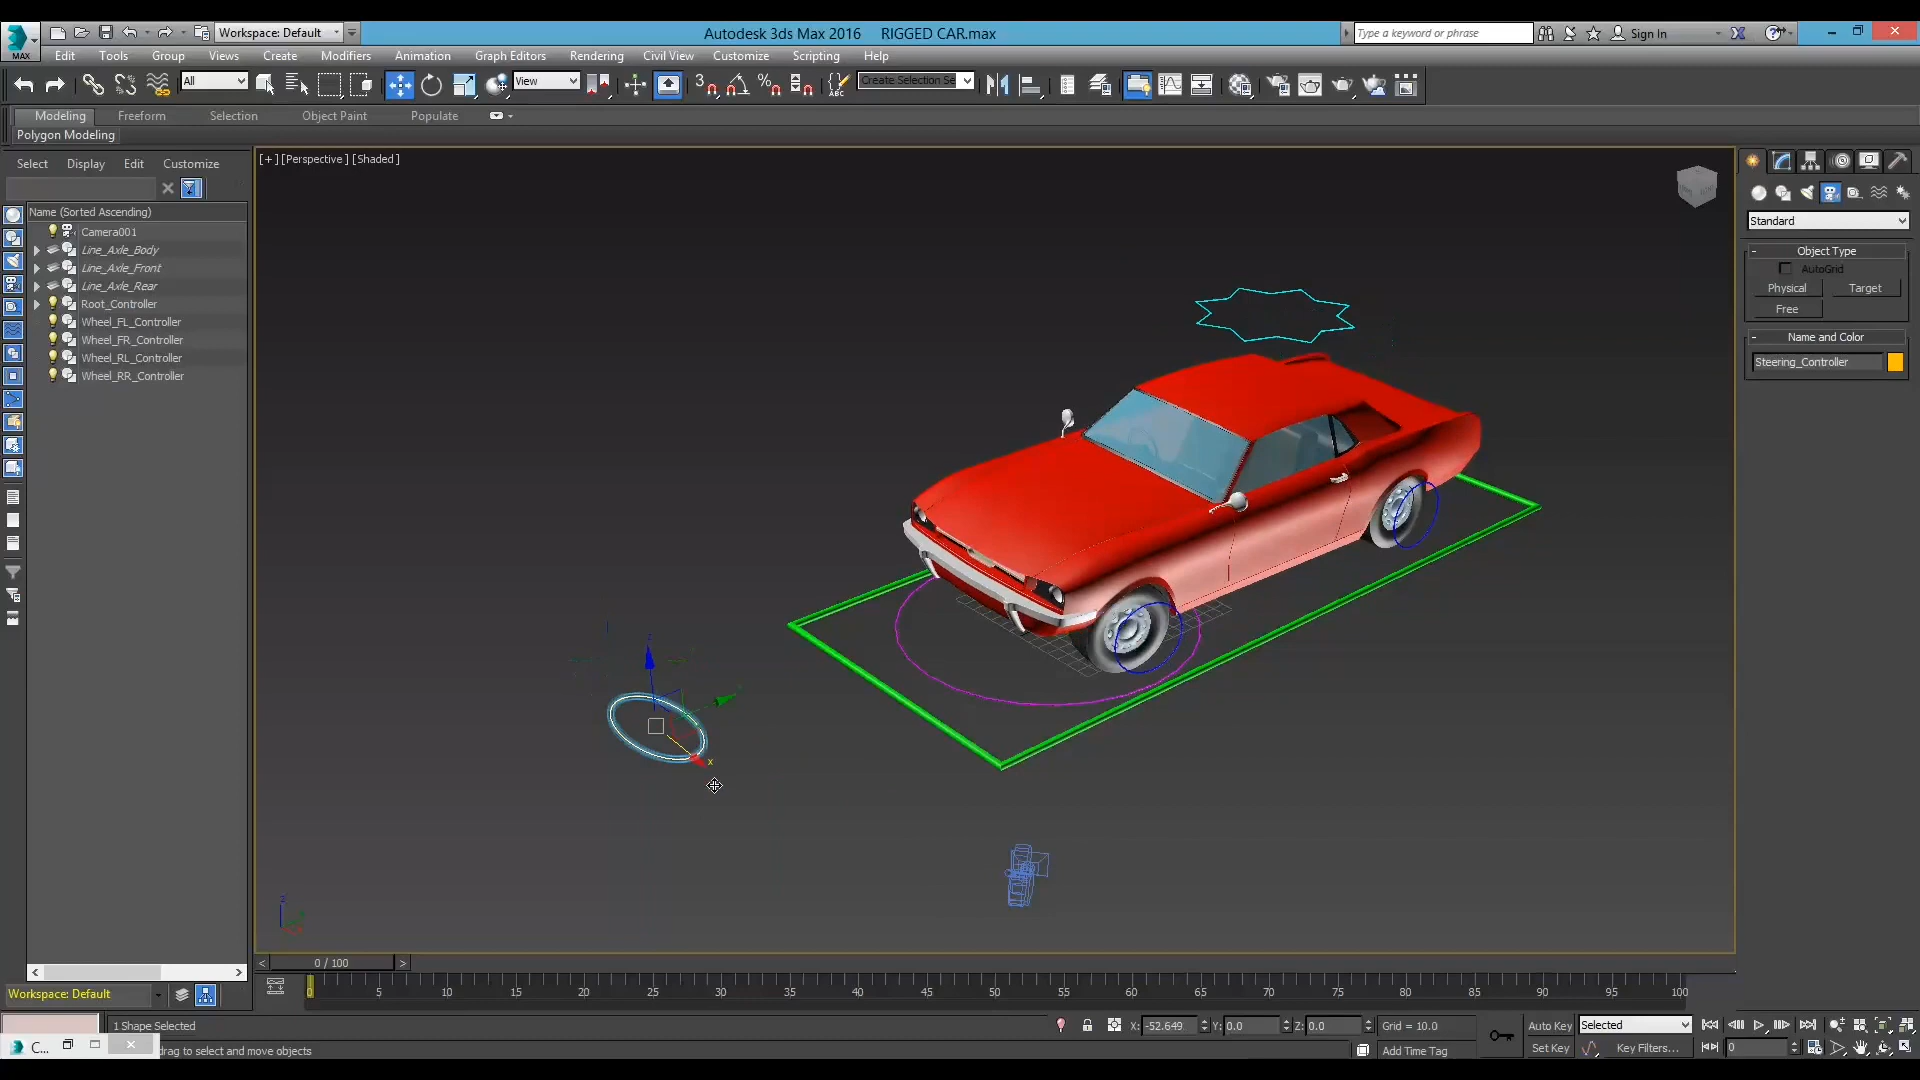 Workspace: Default
Autodesk 3ds Max 2016 RIGGED CAR.max
Type a keyword or phrase
Sign In
MAX
Edit Tools Group Views Create Modifiers Animation Graph Editors Rendering Civil View Customize Scripting Help
All
View
3
%
ABC
Create Selection Se
Modeling Freeform Selection Object Paint Populate
Polygon Modeling
Select Display Edit Customize
[+] [Perspective] [Shaded]
Name (Sorted Ascending)
Camera001
Line_Axle_Body
Line_Axle_Front
Line_Axle_Rear
Root_Controller
Wheel_FL_Controller
Wheel_FR_Controller
Wheel_RL_Controller
Wheel_RR_Controller
Standard
- Object Type
AutoGrid
Physical Target
Free
- Name and Color
Steering_Controller
z
x
z
< 0 / 100 >
0 5 10 15 20 25 30 35 40 45 50 55 60 65 70 75 80 85 90 95 100
Workspace: Default
1 Shape Selected
X: -52.649 Y: 0.0 Z: 0.0 Grid = 10.0
Auto Key Selected
C...
drag to select and move objects
Add Time Tag
Set Key Key Filters...
0